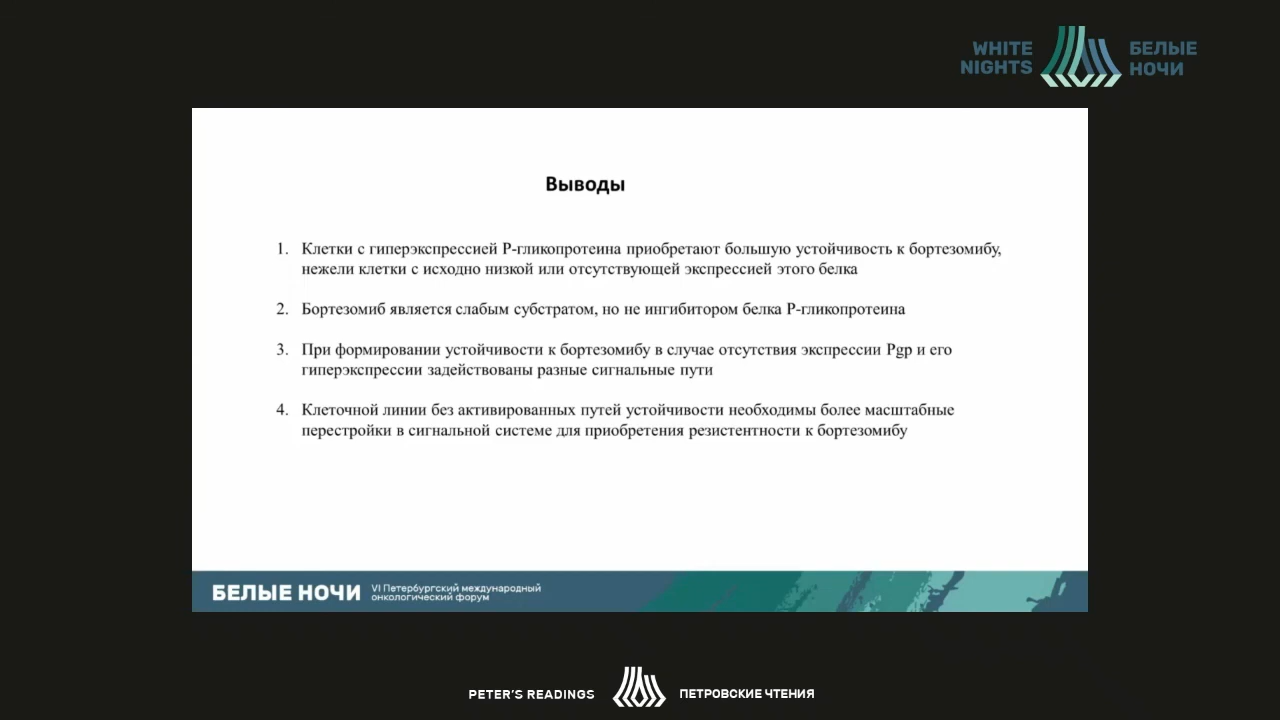 WHITE
NIGHTS
БЕЛЫЕ
НОЧИ
Выводы
1. Клетки с гиперэкспрессией P-гликопротеина приобретают большую устойчивость к бортезомибу,
нежели клетки с исходно низкой или отсутствующей экспрессией этого белка
2. Бортезомиб является слабым субстратом, но не ингибитором белка P-гликопротеина
3. При формировании устойчивости к бортезомибу в случае отсутствия экспрессии Pgp и его
гиперэкспрессии задействованы разные сигнальные пути
4. Клеточной линии без активированных путей устойчивости необходимы более масштабные
перестройки в сигнальной системе для приобретения резистентности к бортезомибу
БЕЛЫЕ НОЧИ
VI Петербургский международный
онкологический форум
PETER'S READINGS
ПЕТРОВСКИЕ ЧТЕНИЯ